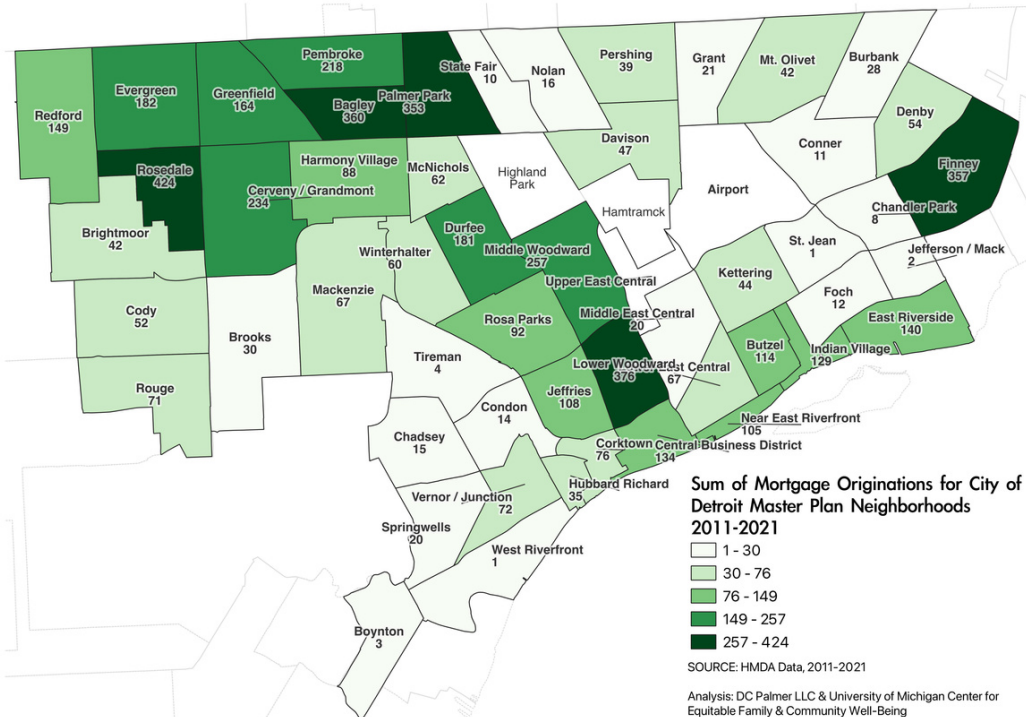 Pembroke
218
State Fair
10
Nolan
16
Pershing
39
Grant
21
Mt. Olivet
42
Burbank
28
Evergreen
182
Greenfield
164
Bagley
360
Palmer Park
353
Redford
149
Denby
54
Rosedale
424
Harmony Village
88
McNichols
62
Highland
Park
Davison
47
Conner
11
Finney
357
Cerveny / Grandmont
234
Airport
Chandler Park
8
Hamtramck
Brightmoor
42
Winterhalter
60
Durfee
181
Middle Woodward
257
St. Jean
1
Jefferson / Mack
2
Upper East Central
Kettering
44
Mackenzie
67
Foch
12
Cody
52
Rosa Parks
92
Middle East Central
20
East Riverside
140
Brooks
30
Tireman
4
Butzel
114
Indian Village
129
Lower Woodward
376
East Central
67
Rouge
71
Jeffries
108
Condon
14
Near East Riverfront
105
Chadsey
15
Corktown
76
Central Business District
134
Hubbard Richard
35
Vernor / Junction
72
Springwells
20
West Riverfront
1
Boynton
3
Sum of Mortgage Originations for City of
Detroit Master Plan Neighborhoods
2011-2021
1 - 30
30 - 76
76 - 149
149 - 257
257 - 424
SOURCE: HMDA Data, 2011-2021
Analysis: DC Palmer LLC & University of Michigan Center for
Equitable Family & Community Well-Being